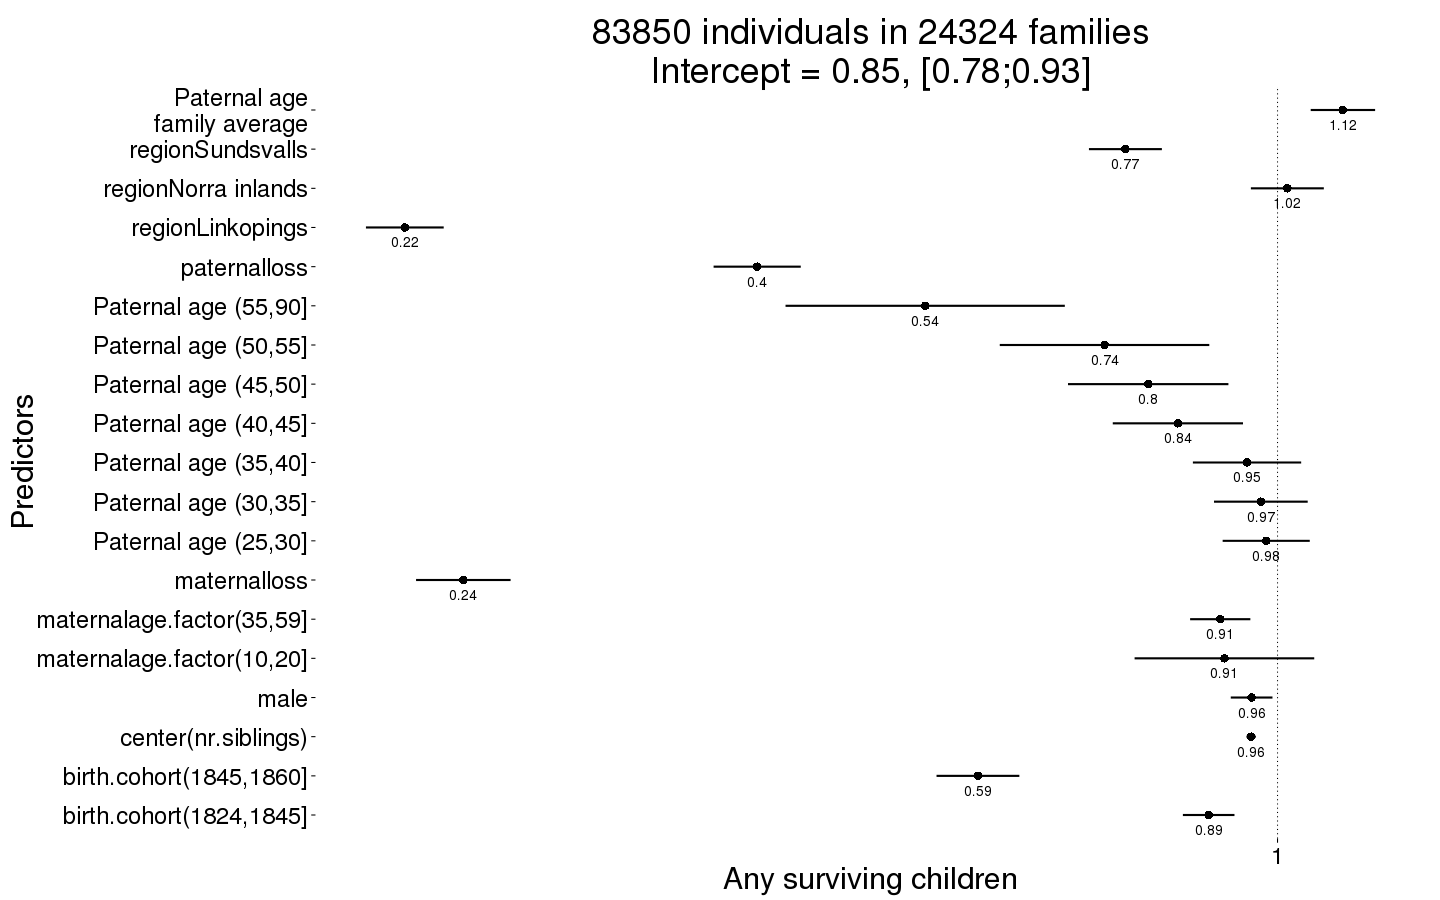 83850 individuals in 24324 families
Intercept = 0.85, [0.78;0.93]
Paternal age
family average
1.12
regionSundsvalls
0.77
regionNorra inlands
1.02
regionLinkopings
0.22
paternalloss
0.4
Paternal age (55,90]
0.54
Paternal age (50,55]
0.74
Paternal age (45,50]
0.8
Paternal age (40,45]
0.84
Paternal age (35,40]
0.95
Paternal age (30,35]
0.97
Paternal age (25,30]
0.98
maternalloss
0.24
maternalage.factor(35,59]
0.91
maternalage.factor(10,20]
0.91
male
0.96
center(nr.siblings)
0.96
birth.cohort(1845,1860]
0.59
birth.cohort(1824,1845]
0.89
Predictors
1
Any surviving children